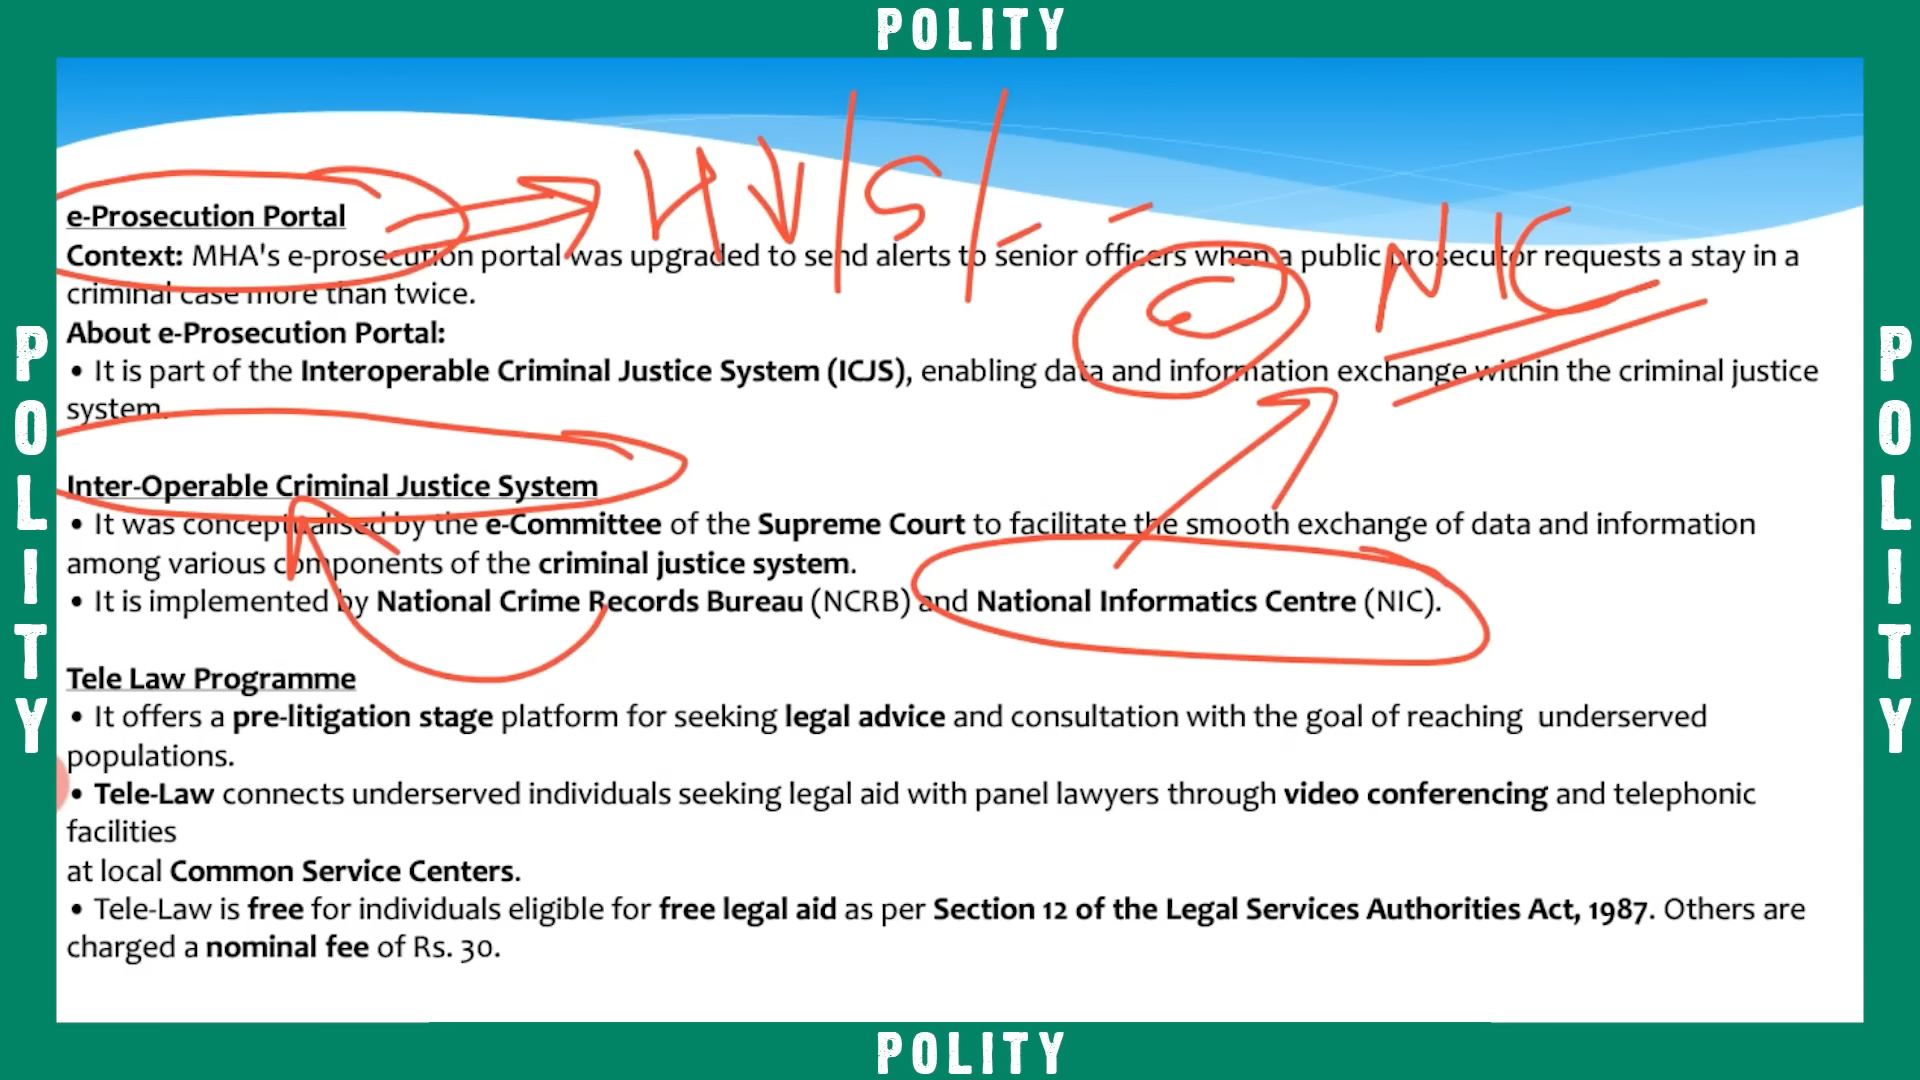 POLITY
e-Prosecution Portal
Context: MHA's e-prosecution portal was upgraded to send alerts to senior officers when a public prosecutor requests a stay in a
criminal case more than twice.
About e-Prosecution Portal:
• It is part of the Interoperable Criminal Justice System (ICJS), enabling data and information exchange within the criminal justice
system.
NIC
Inter-Operable Criminal Justice System
• It was conceptualised by the e-Committee of the Supreme Court to facilitate the smooth exchange of data and information
among various components of the criminal justice system.
• It is implemented by National Crime Records Bureau (NCRB) and National Informatics Centre (NIC).
Tele Law Programme
• It offers a pre-litigation stage platform for seeking legal advice and consultation with the goal of reaching underserved
populations.
• Tele-Law connects underserved individuals seeking legal aid with panel lawyers through video conferencing and telephonic
facilities
at local Common Service Centers.
• Tele-Law is free for individuals eligible for free legal aid as per Section 12 of the Legal Services Authorities Act, 1987. Others are
charged a nominal fee of Rs. 30.
POLITY
POLITY
POLITY